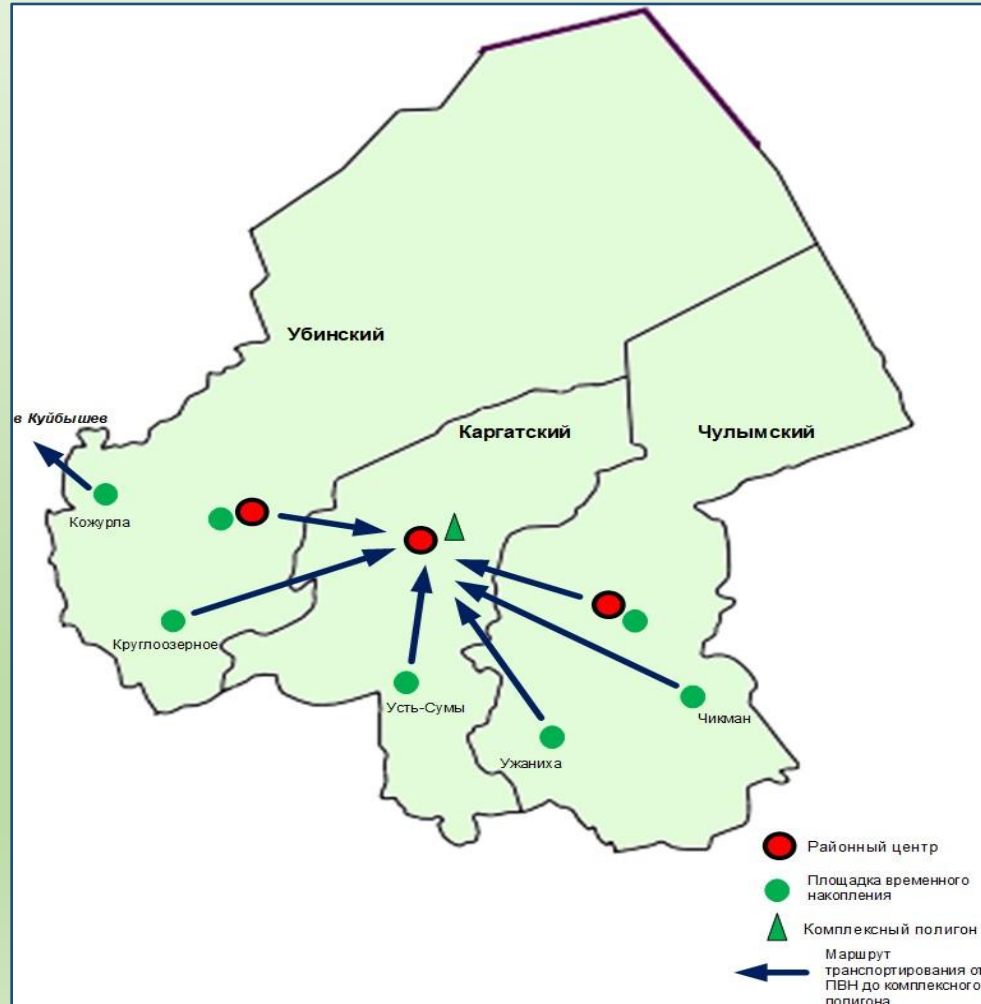 Убинский
в Куйбышев
Каргатский
Чулымский
Кожурла
Круглоозерное
Усть-Сумы
Чикман
Ужаниха
Районный центр
Площадка временного
накопления
Комплексный полигон
Маршрут
транспортирования от
ПВН до комплексного
полигона